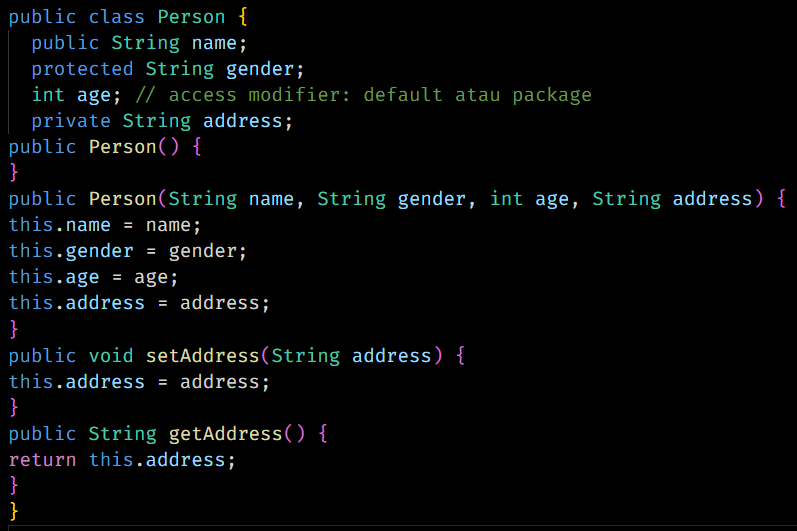 public class Person {
  public String name;
  protected String gender;
  int age; // access modifier: default atau package
  private String address;
public Person() {
}
public Person(String name, String gender, int age, String address) {
this.name = name;
this.gender = gender;
this.age = age;
this.address = address;
}
public void setAddress(String address) {
this.address = address;
}
public String getAddress() {
return this.address;
}
}